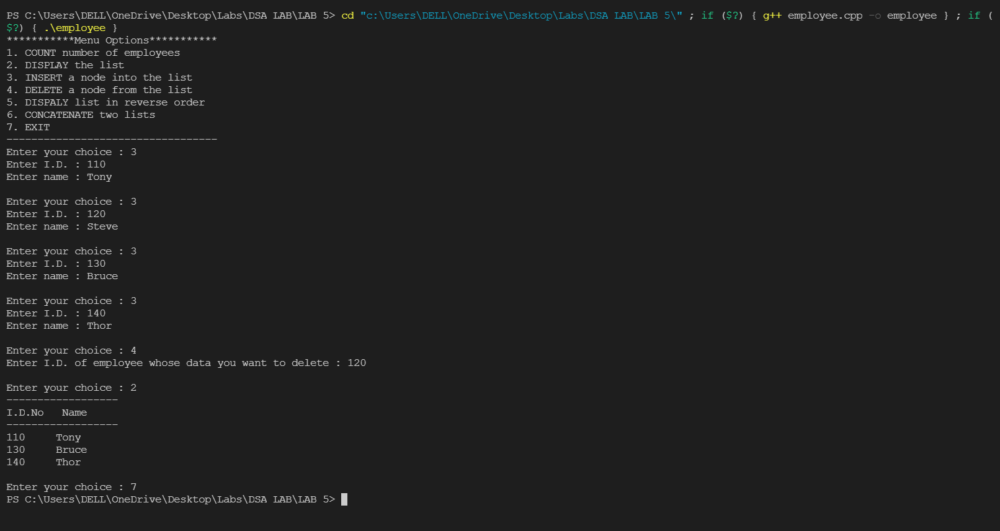 PS C:\Users\DELL\OneDrive\Desktop\Labs\DSA LAB\LAB 5> cd "c:\Users\DELL\OneDrive\Desktop\Labs\DSA LAB\LAB 5\" ; if ($?) { g++ employee.cpp -o employee } ; if (
$?) { .\employee }
***********Menu Options***********
1. COUNT number of employees
2. DISPLAY the list
3. INSERT a node into the list
4. DELETE a node from the list
5. DISPALY list in reverse order
6. CONCATENATE two lists
7. EXIT
----------------------------------
Enter your choice : 3
Enter I.D. : 110
Enter name : Tony
Enter your choice : 3
Enter I.D. : 120
Enter name : Steve
Enter your choice : 3
Enter I.D. : 130
Enter name : Bruce
Enter your choice : 3
Enter I.D. : 140
Enter name : Thor
Enter your choice : 4
Enter I.D. of employee whose data you want to delete : 120
Enter your choice : 2
------------------
I.D.No   Name
------------------
110     Tony
130     Bruce
140     Thor
Enter your choice : 7
PS C:\Users\DELL\OneDrive\Desktop\Labs\DSA LAB\LAB 5>